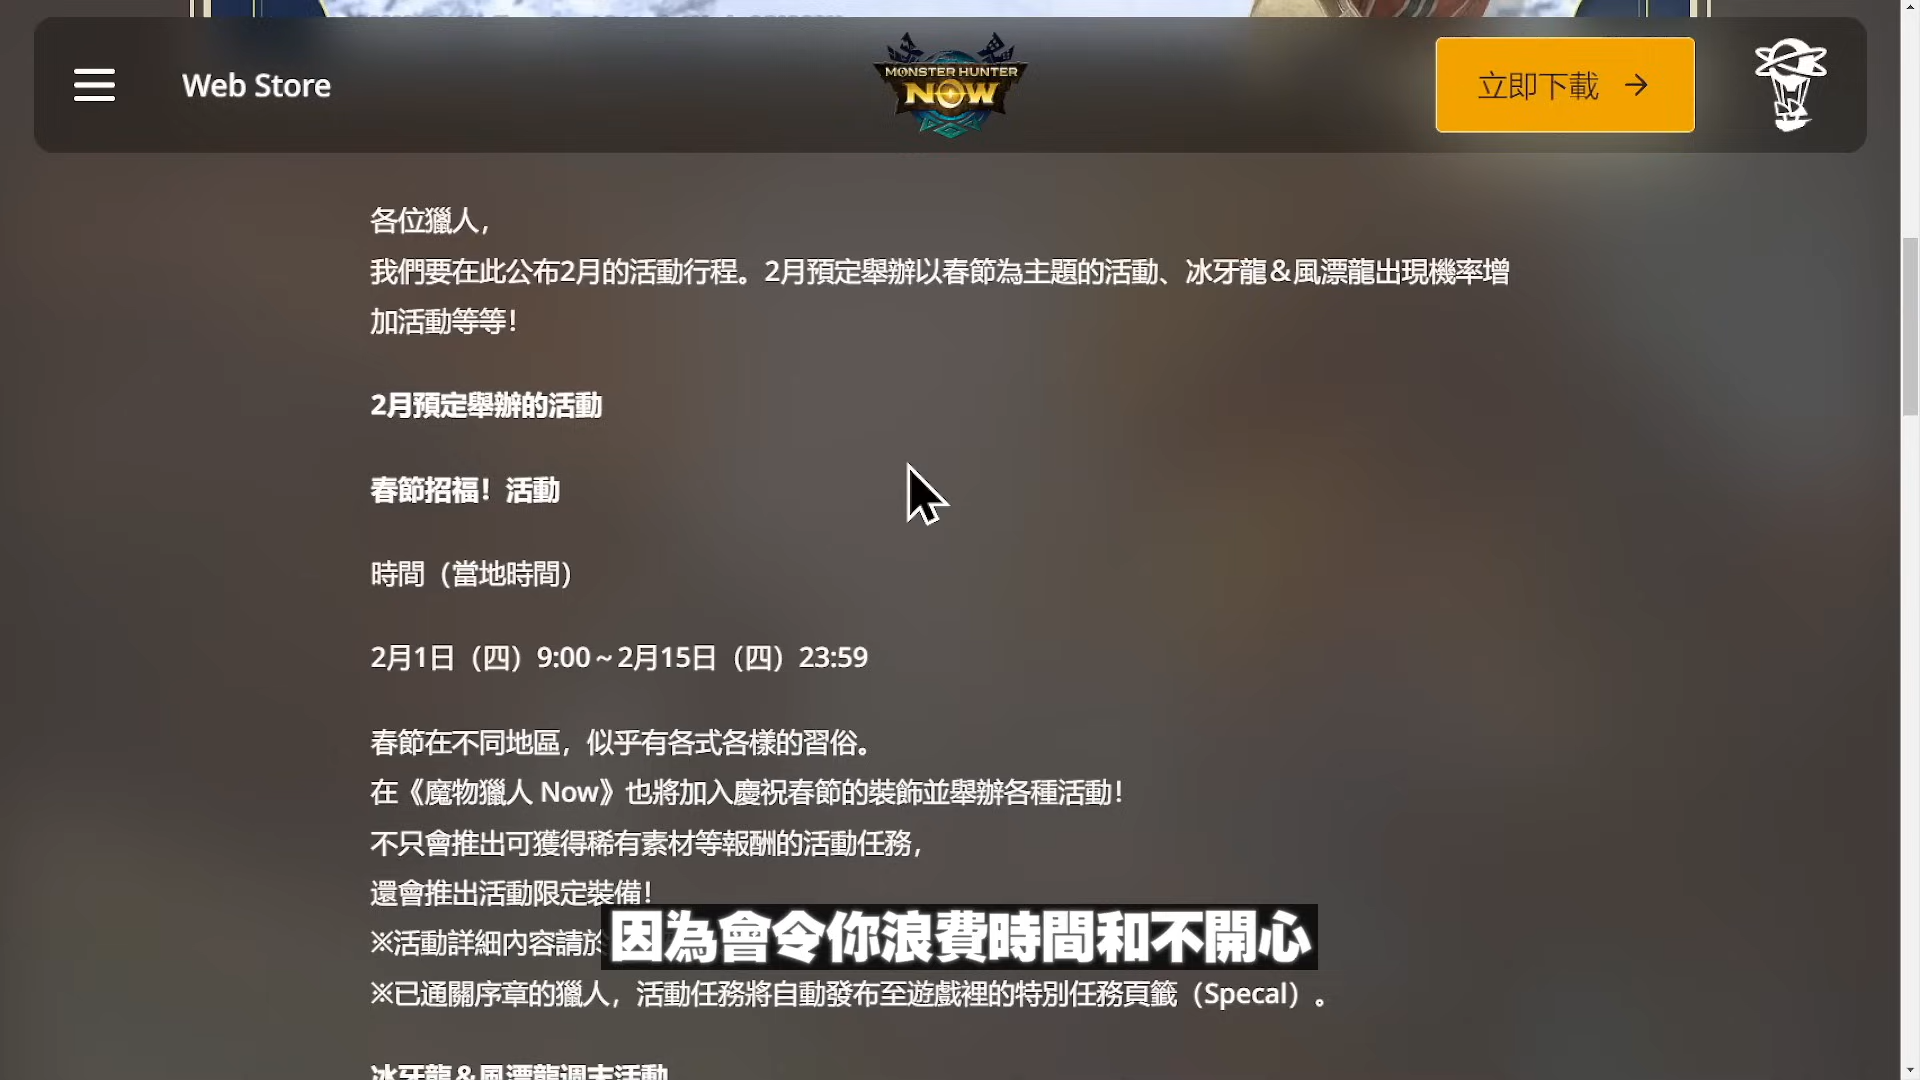 Web Store
MONSTER HUNTER
NOW
立即下載
各位獵人，
我們要在此公布2月的活動行程。2月預定舉辦以春節為主題的活動、冰牙龍＆風漂龍出現機率增
加活動等等！
2月預定舉辦的活動
春節招福！活動
時間（當地時間）
2月1日（四）9:00～2月15日（四）23:59
春節在不同地區，似乎有各式各樣的習俗。
在《魔物獵人 Now》也將加入慶祝春節的裝飾並舉辦各種活動！
不只會推出可獲得稀有素材等報酬的活動任務，
還會推出活動限定裝備！
※活動詳細內容請於
因為會令你浪費時間和不開心
※已通關序章的獵人，活動任務將自動發布至遊戲裡的特別任務頁籤（Specal）。
冰牙龍＆風漂龍週末活動